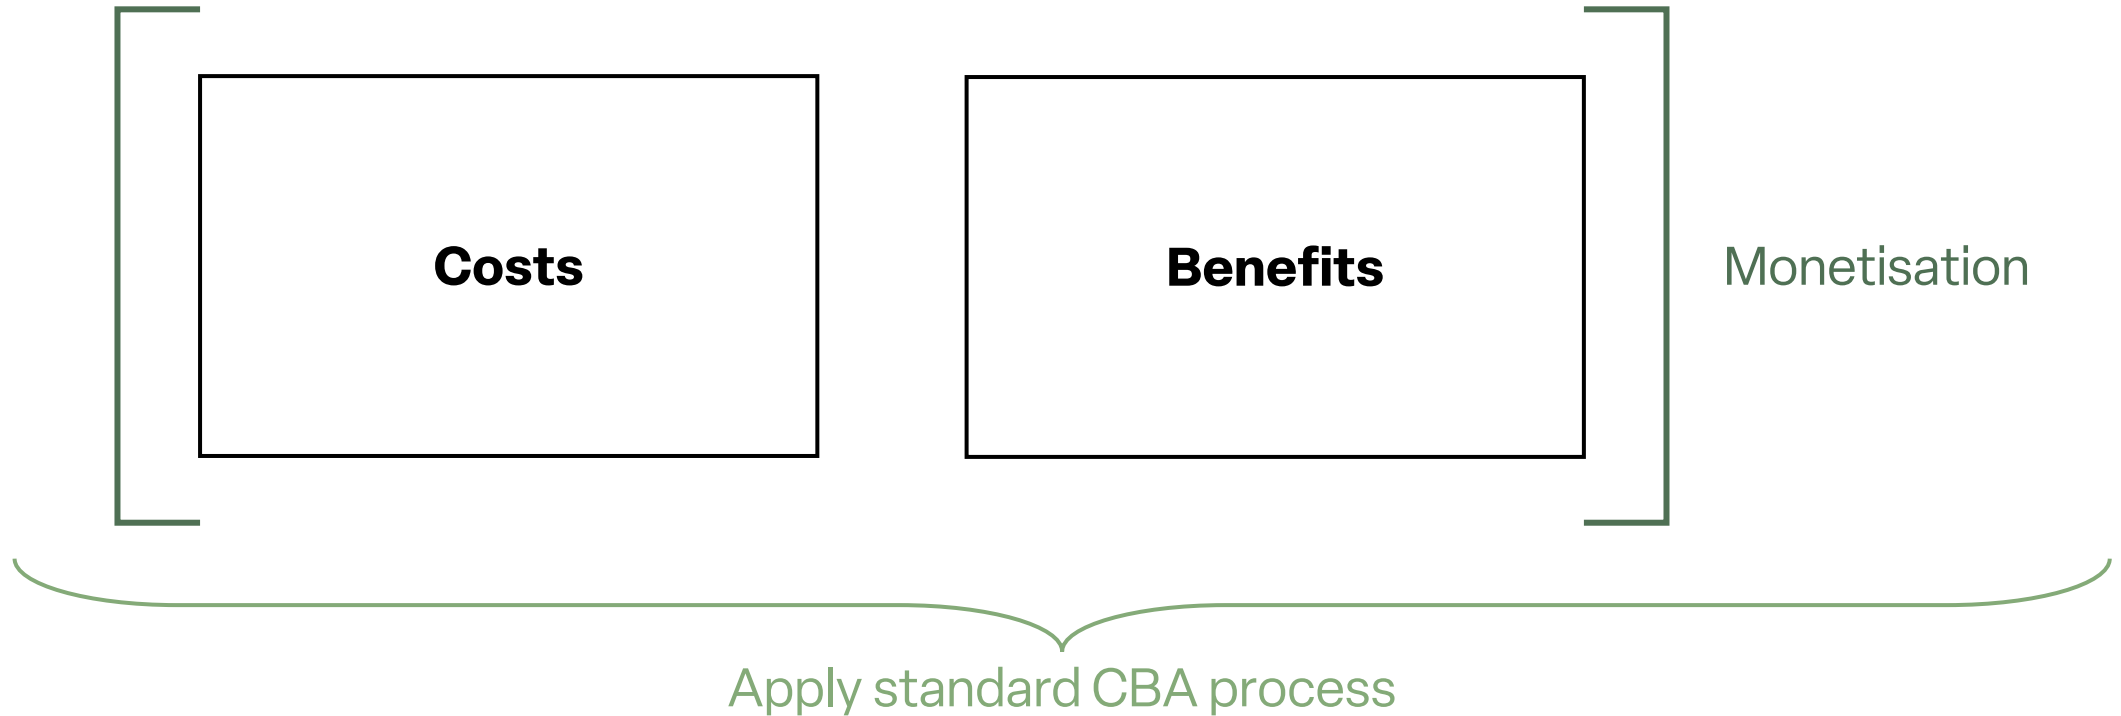 Costs
Benefits
Monetisation
Apply standard CBA process